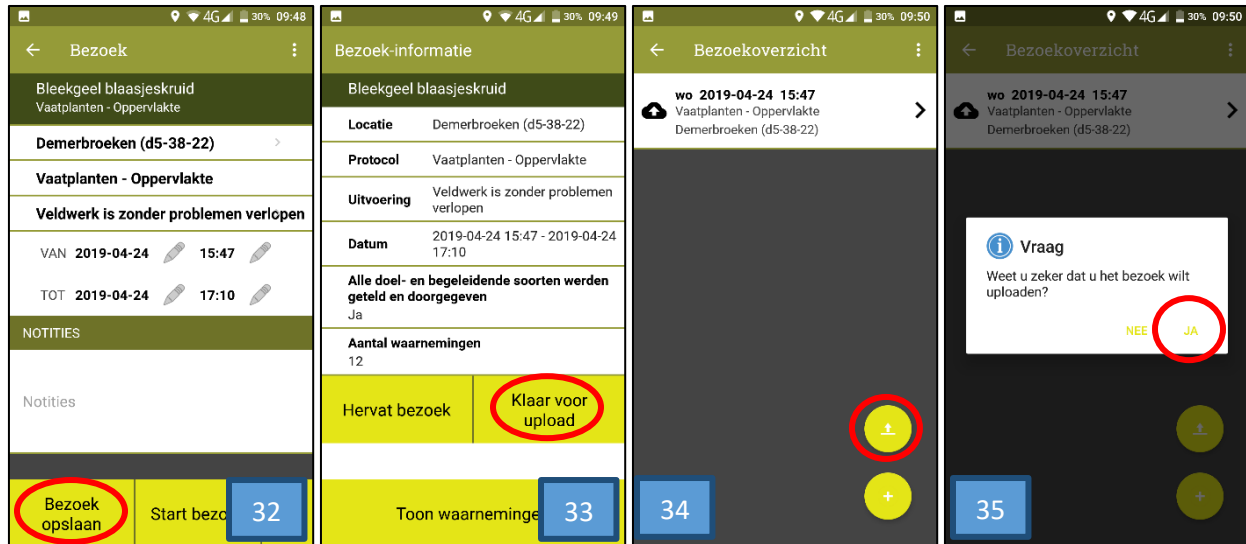 30% 09:48
4G
Bezoek
Bleekgeel blaasjeskruid
Vaatplanten - Oppervlakte
Demerbroeken (d5-38-22)
Vaatplanten - Oppervlakte
Veldwerk is zonder problemen verlopen
VAN 2019-04-24 15:47
TOT 2019-04-24 17:10
NOTITIES
Notities
Bezoek
opslaan
Start bezo
32
4G 30% 09:49
Bezoek-informatie
Bleekgeel blaasjeskruid
Locatie Demerbroeken (d5-38-22)
Protocol Vaatplanten - Oppervlakte
Uitvoering Veldwerk is zonder problemen
verlopen
Datum 2019-04-24 15:47 - 2019-04-24
17:10
Alle doel- en begeleidende soorten werden
geteld en doorgegeven
Ja
Aantal waarnemingen
12
Hervat bezoek
Klaar voor
upload
Toon waarneminge
33
4G 30% 09:50
Bezoekoverzicht
wo 2019-04-24 15:47
Vaatplanten - Oppervlakte
Demerbroeken (d5-38-22)
34
4G 30% 09:50
Bezoekoverzicht
wo 2019-04-24 15:47
Vaatplanten - Oppervlakte
Demerbroeken (d5-38-22)
Vraag
Weet u zeker dat u het bezoek wilt
uploaden?
NEE JA
35